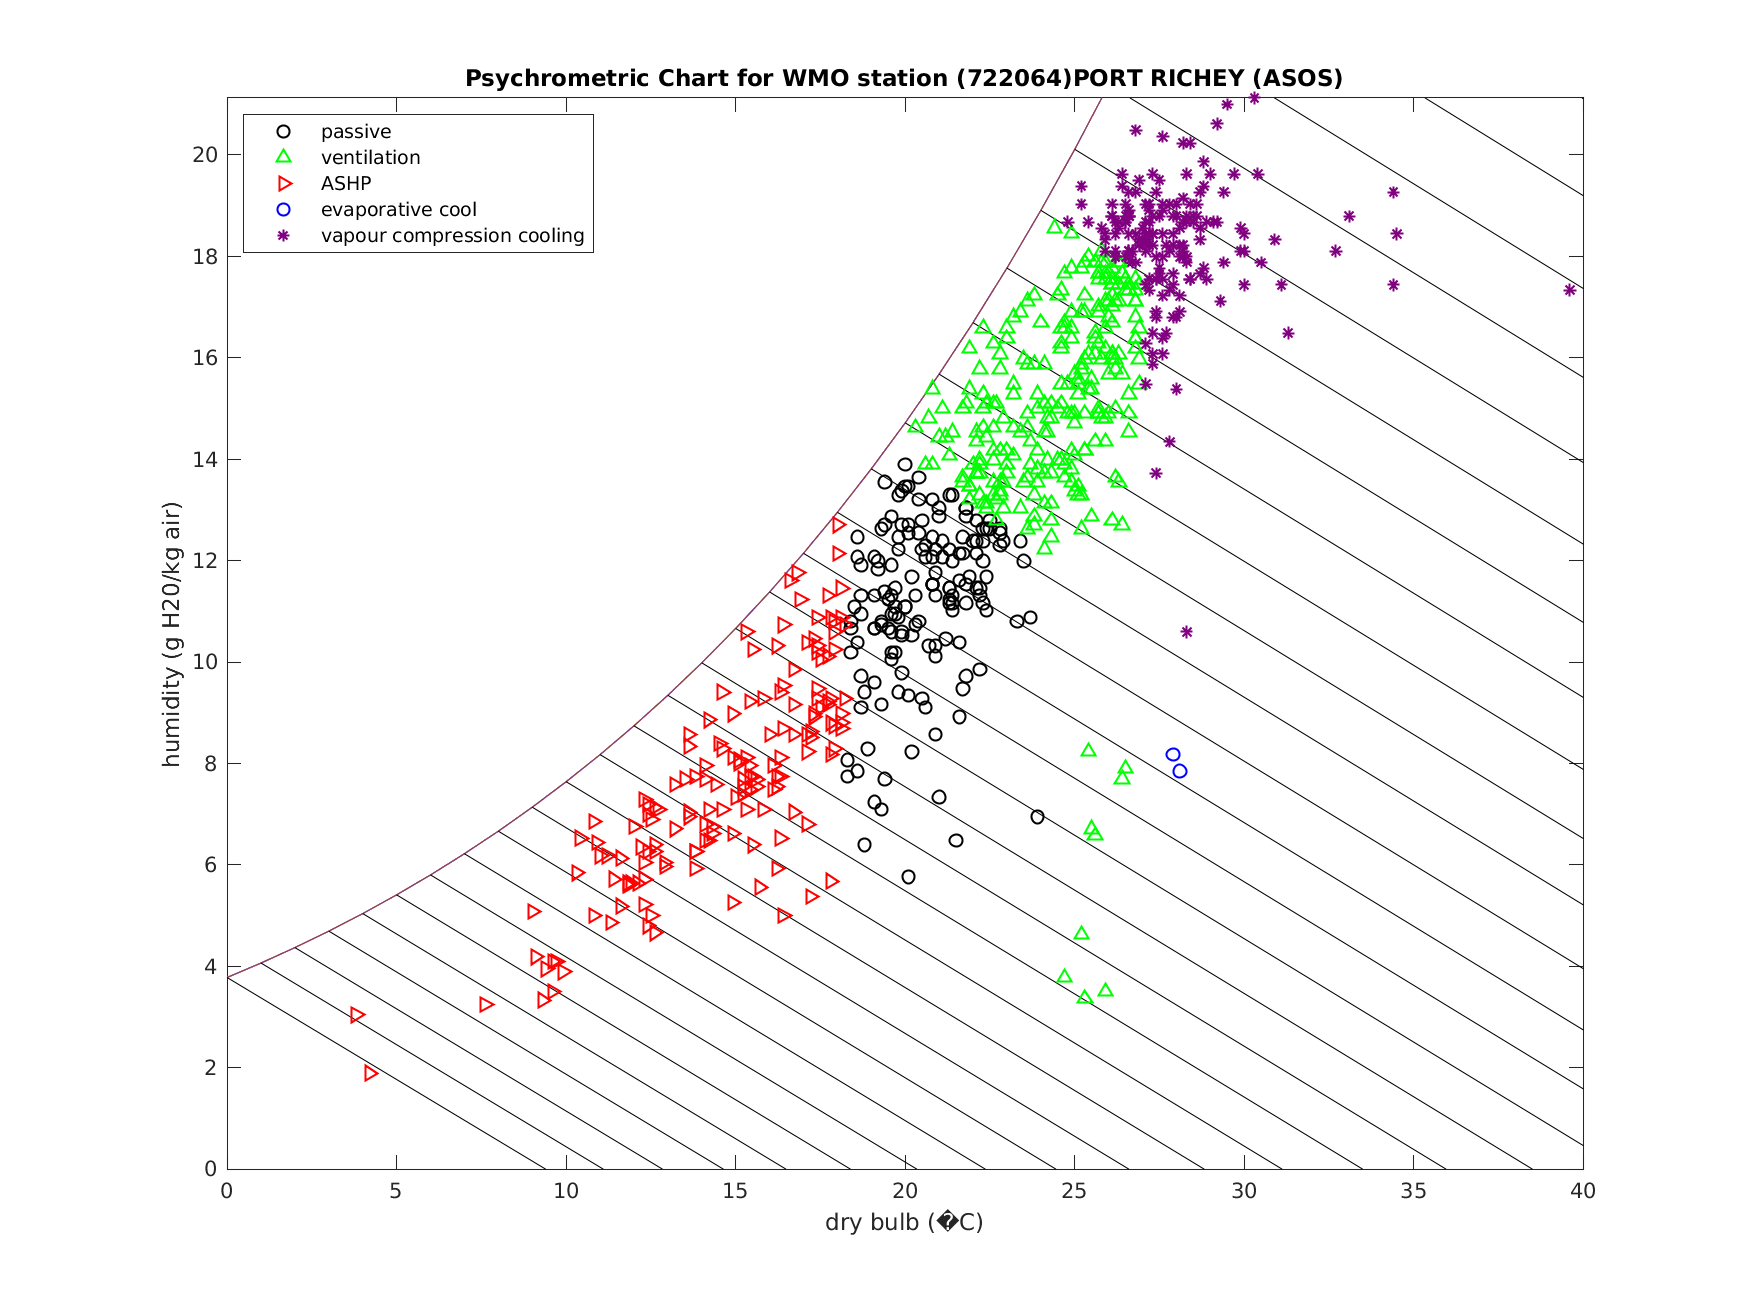 Psychrometric Chart for WMO station (722064)PORT RICHEY (ASOS)
passive
ventilation
ASHP
evaporative cool
vapour compression cooling
humidity (g H20/kg air)
20
18
16
14
12
10
8
6
4
2
0
0 5 10 15 20 25 30 35 40
dry bulb (�C)